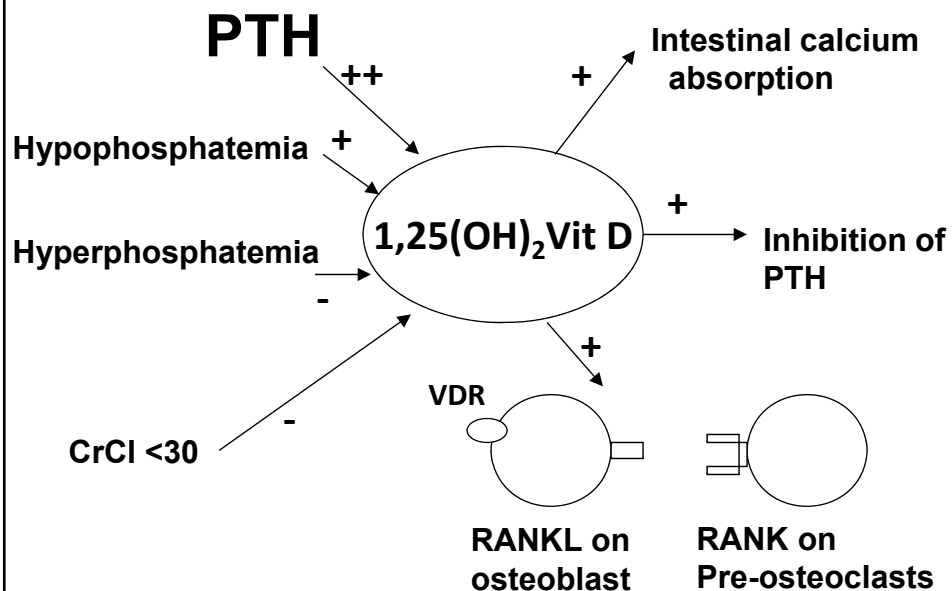 PTH
++
Hypophosphatemia
+
Hyperphosphatemia
-
CrCl <30
-
1,25(OH)₂Vit D
+
Intestinal calcium
absorption
+
Inhibition of
PTH
+
VDR
RANKL on
osteoblast
RANK on
Pre-osteoclasts